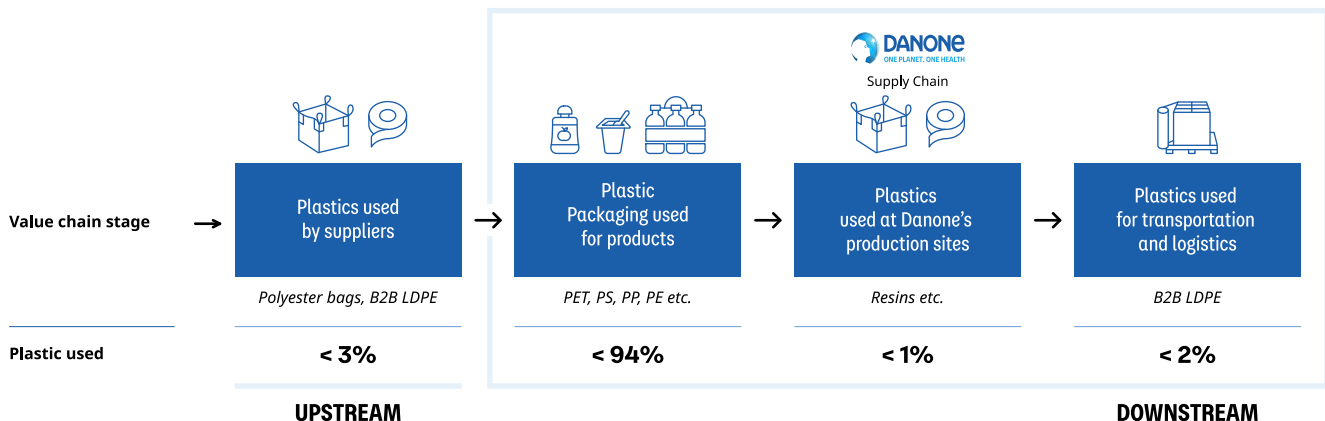 DANONE
ONE PLANET. ONE HEALTH
Supply Chain
Value chain stage
Plastics used
by suppliers
Plastic
Packaging used
for products
Plastics
used at Danone’s
production sites
Plastics used
for transportation
and logistics
Polyester bags, B2B LDPE
PET, PS, PP, PE etc.
Resins etc.
B2B LDPE
Plastic used
< 3%
< 94%
< 1%
< 2%
UPSTREAM
DOWNSTREAM